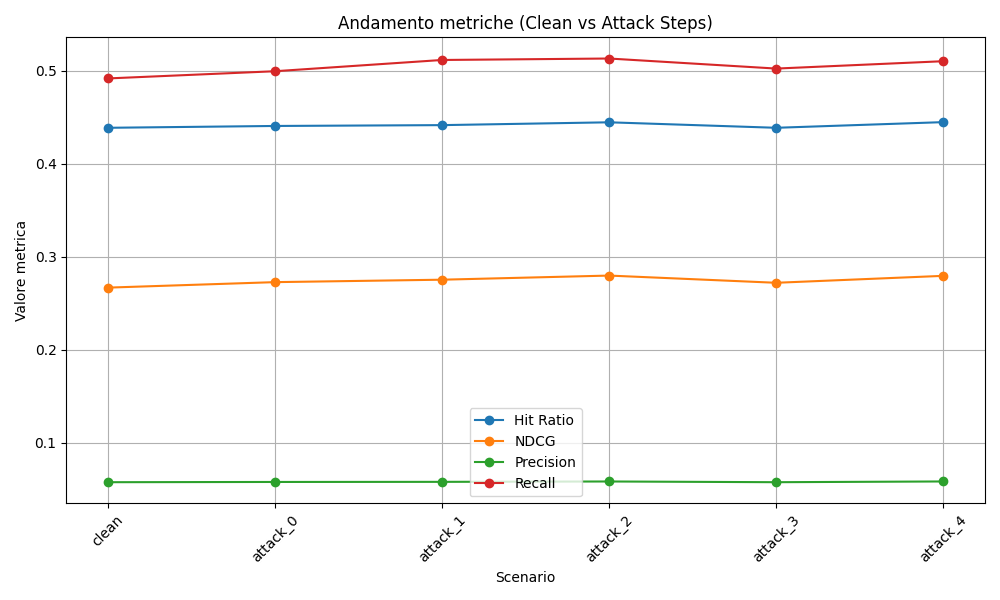 Andamento metriche (Clean vs Attack Steps)
Valore metrica
0.5
0.4
0.3
0.2
0.1
Hit Ratio
NDCG
Precision
Recall
clean
attack_0
attack_1
attack_2
attack_3
attack_4
Scenario